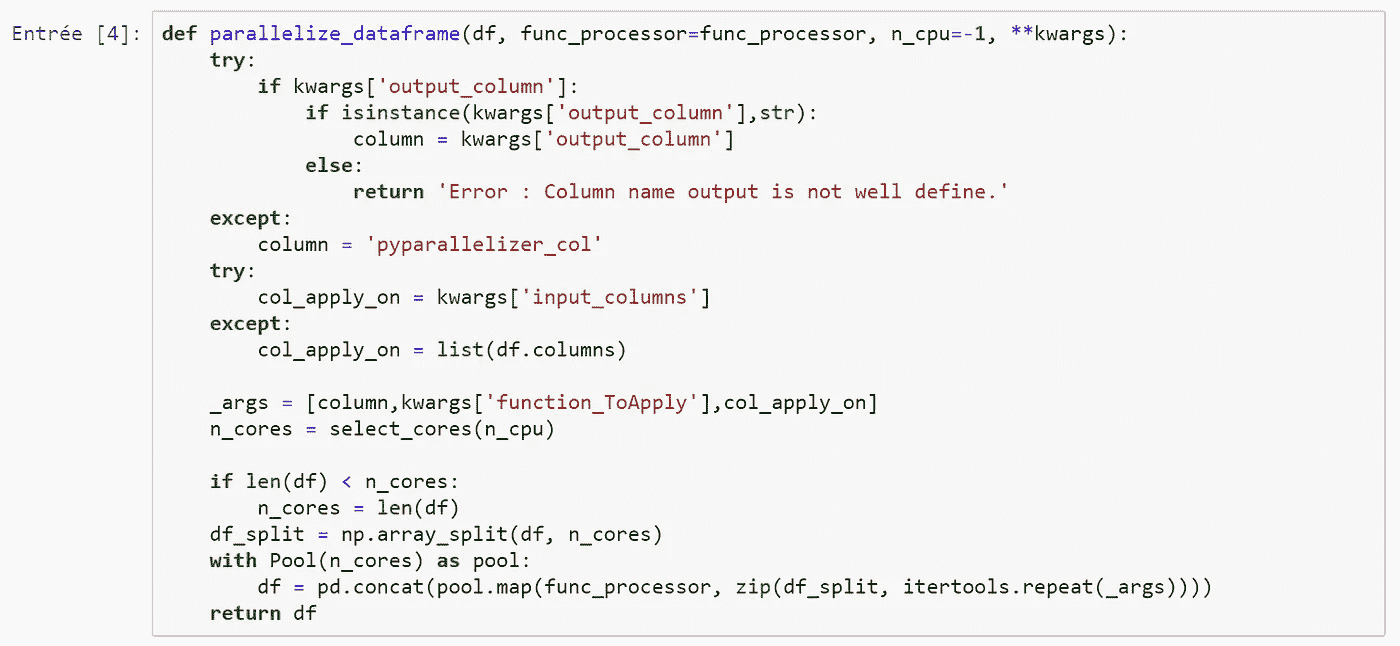 Entrée [4]: def parallelize_dataframe(df, func_processor=func_processor, n_cpu=-1, **kwargs):
    try:
        if kwargs['output_column']:
            if isinstance(kwargs['output_column'],str):
                column = kwargs['output_column']
            else:
                return 'Error : Column name output is not well define.'
    except:
        column = 'pyparallelizer_col'
    try:
        col_apply_on = kwargs['input_columns']
    except:
        col_apply_on = list(df.columns)

    _args = [column,kwargs['function_ToApply'],col_apply_on]
    n_cores = select_cores(n_cpu)

    if len(df) < n_cores:
        n_cores = len(df)
    df_split = np.array_split(df, n_cores)
    with Pool(n_cores) as pool:
        df = pd.concat(pool.map(func_processor, zip(df_split, itertools.repeat(_args))))
    return df